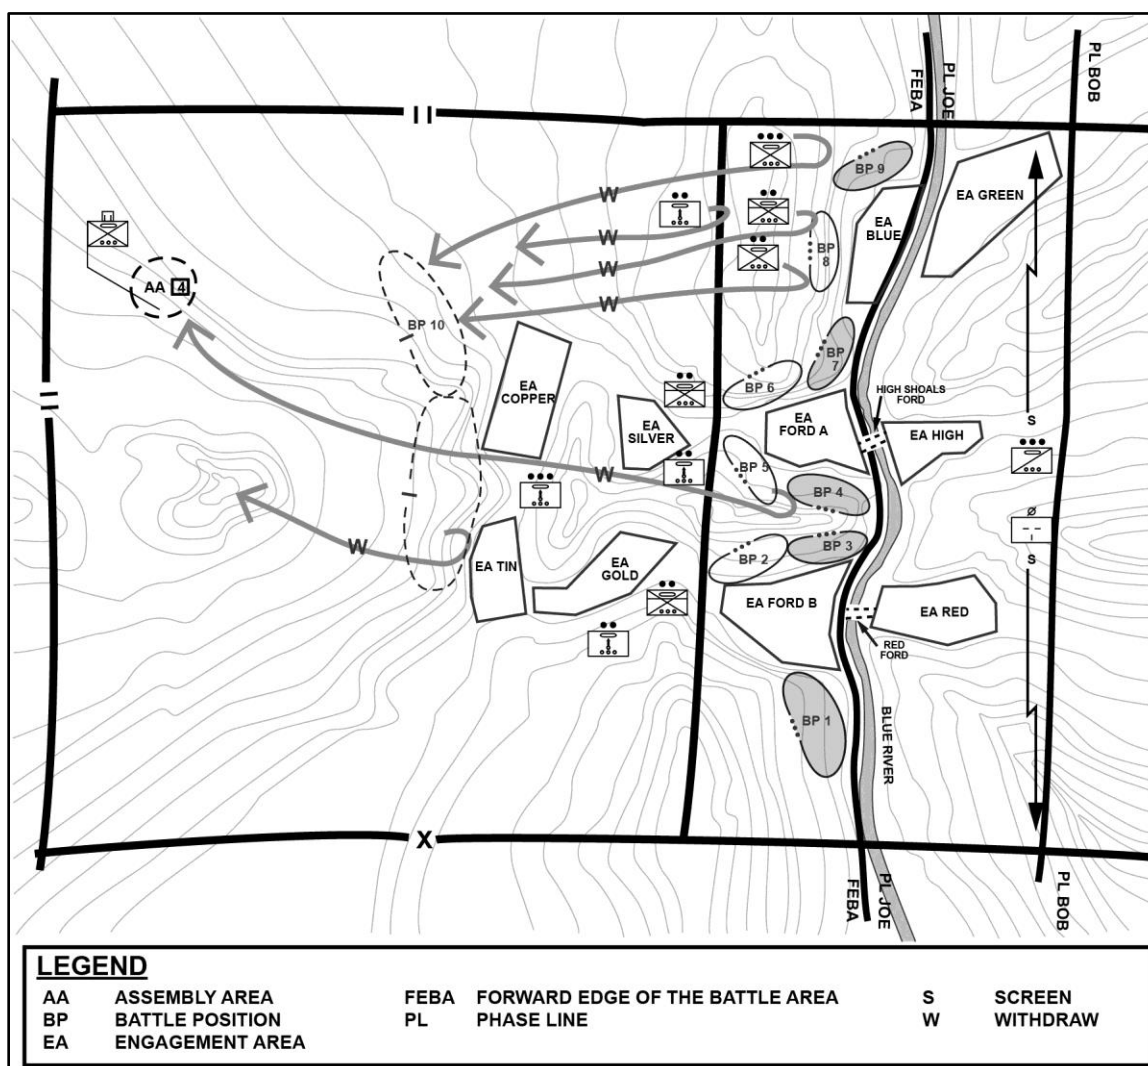 PL BOB
PL JOE
FEBA
II
BP 9
EA GREEN
W
EA
BLUE
W
BP
8
W
AA 4
W
BP 10
BP
7
HIGH SHOALS
FORD
BP 6
EA
COPPER
II
S
EA
SILVER
EA
FORD A
EA HIGH
BP 5
W
BP 4
W
BP 3
BP 2
EA TIN
EA
GOLD
S
EA FORD B
EA RED
RED
FORD
BP 1
BLUE RIVER
X
FEBA
PL JOE
PL BOB
LEGEND
AA ASSEMBLY AREA FEBA FORWARD EDGE OF THE BATTLE AREA S SCREEN
BP BATTLE POSITION PL PHASE LINE W WITHDRAW
EA ENGAGEMENT AREA